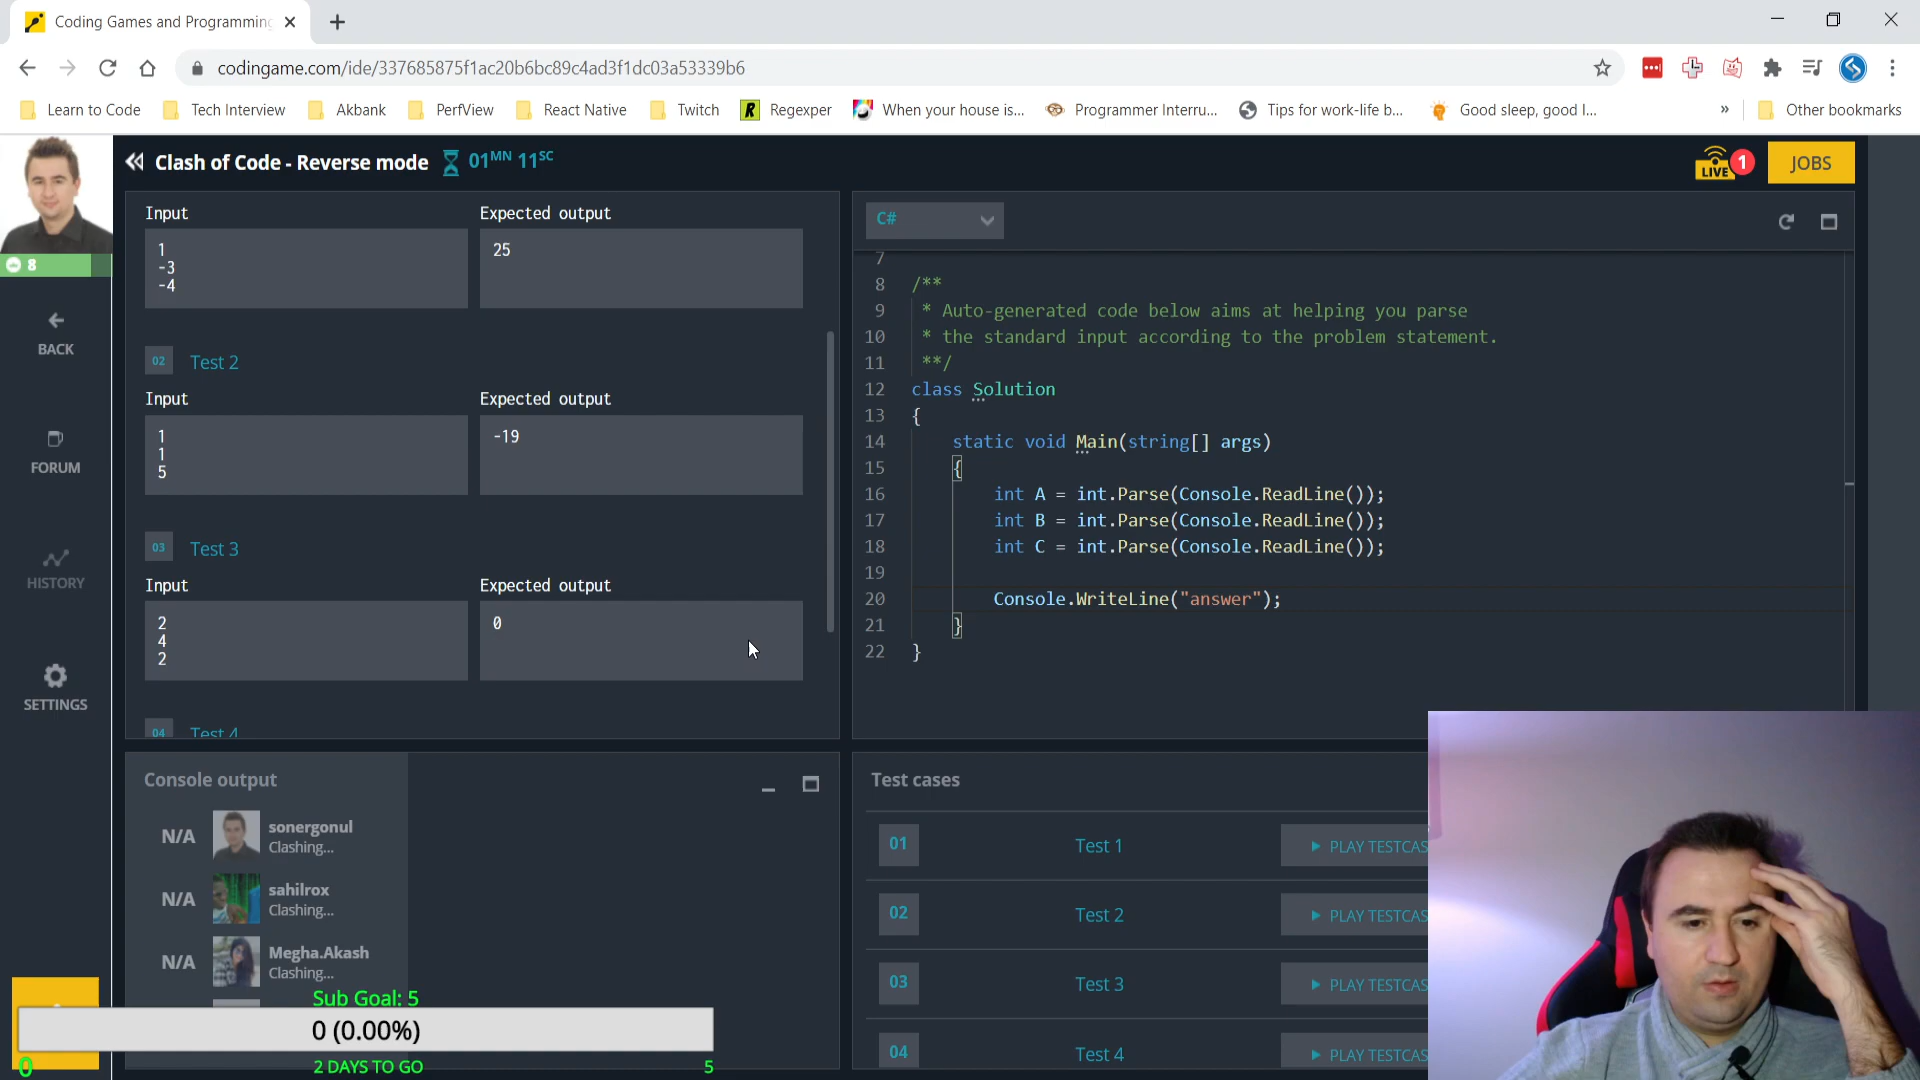 Coding Games and Programming
codingame.com/ide/337685875f1ac20b6bc89c4ad3f1dc03a53339b6
Learn to Code
Tech Interview
Akbank
PerfView
React Native
Twitch
R
Regexper
When your house is...
Programmer Interru...
Tips for work-life b...
Good sleep, good l...
»
Other bookmarks
8
BACK
FORUM
HISTORY
SETTINGS
Clash of Code - Reverse mode
01MN 11SC
LIVE
1
JOBS
Input
Expected output
1
-3
-4
25
02
Test 2
Input
Expected output
1
1
5
-19
03
Test 3
Input
Expected output
2
4
2
0
04
Test 4
C#
7
8 /**
9 * Auto-generated code below aims at helping you parse
10 * the standard input according to the problem statement.
11 **/
12 class Solution
13 {
14 static void Main(string[] args)
15 {
16 int A = int.Parse(Console.ReadLine());
17 int B = int.Parse(Console.ReadLine());
18 int C = int.Parse(Console.ReadLine());
19
20 Console.WriteLine("answer");
21 }
22 }
Console output
N/A
sonergonul
Clashing...
N/A
sahilrox
Clashing...
N/A
Megha.Akash
Clashing...
Sub Goal: 5
0 (0.00%)
0
2 DAYS TO GO
5
Test cases
01
Test 1
PLAY TESTCAS
02
Test 2
PLAY TESTCAS
03
Test 3
PLAY TESTCAS
04
Test 4
PLAY TESTCAS